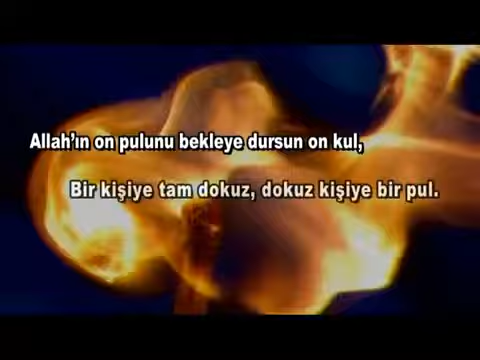 Allah'ın on pulunu bekleye dursun on kul,
Bir kişiye tam dokuz, dokuz kişiye bir pul.